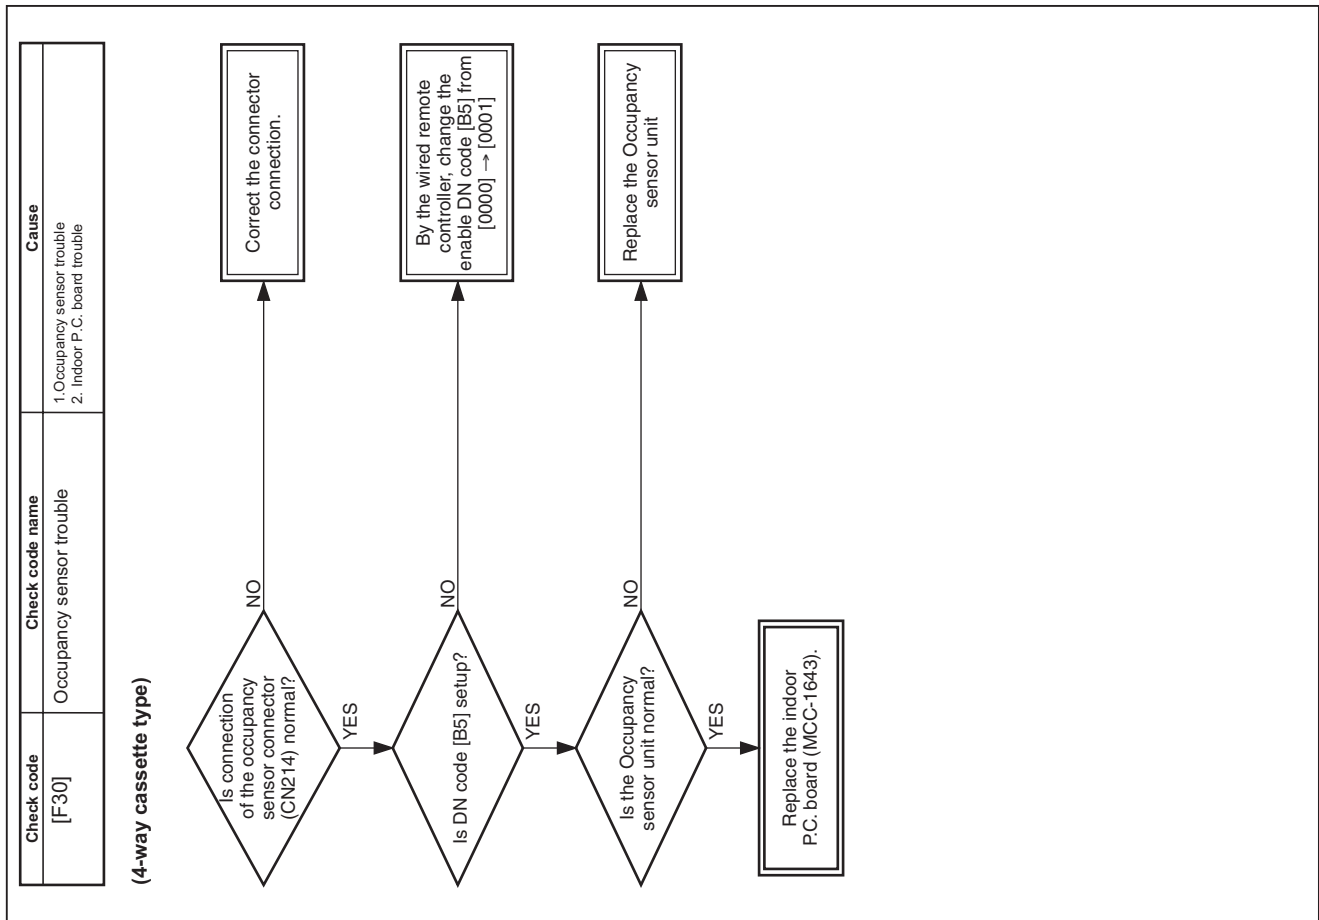 Check code
Check code name
Cause
[F30]
Occupancy sensor trouble
1.Occupancy sensor trouble
2. Indoor P.C. board trouble
(4-way cassette type)
Is connection
of the occupancy
sensor connector
(CN214) normal?
NO
Correct the connector
connection.
YES
Is DN code [B5] setup?
NO
By the wired remote
controller, change the
enable DN code [B5] from
[0000] → [0001]
YES
Is the Occupancy
sensor unit normal?
NO
Replace the Occupancy
sensor unit
YES
Replace the indoor
P.C. board (MCC-1643).